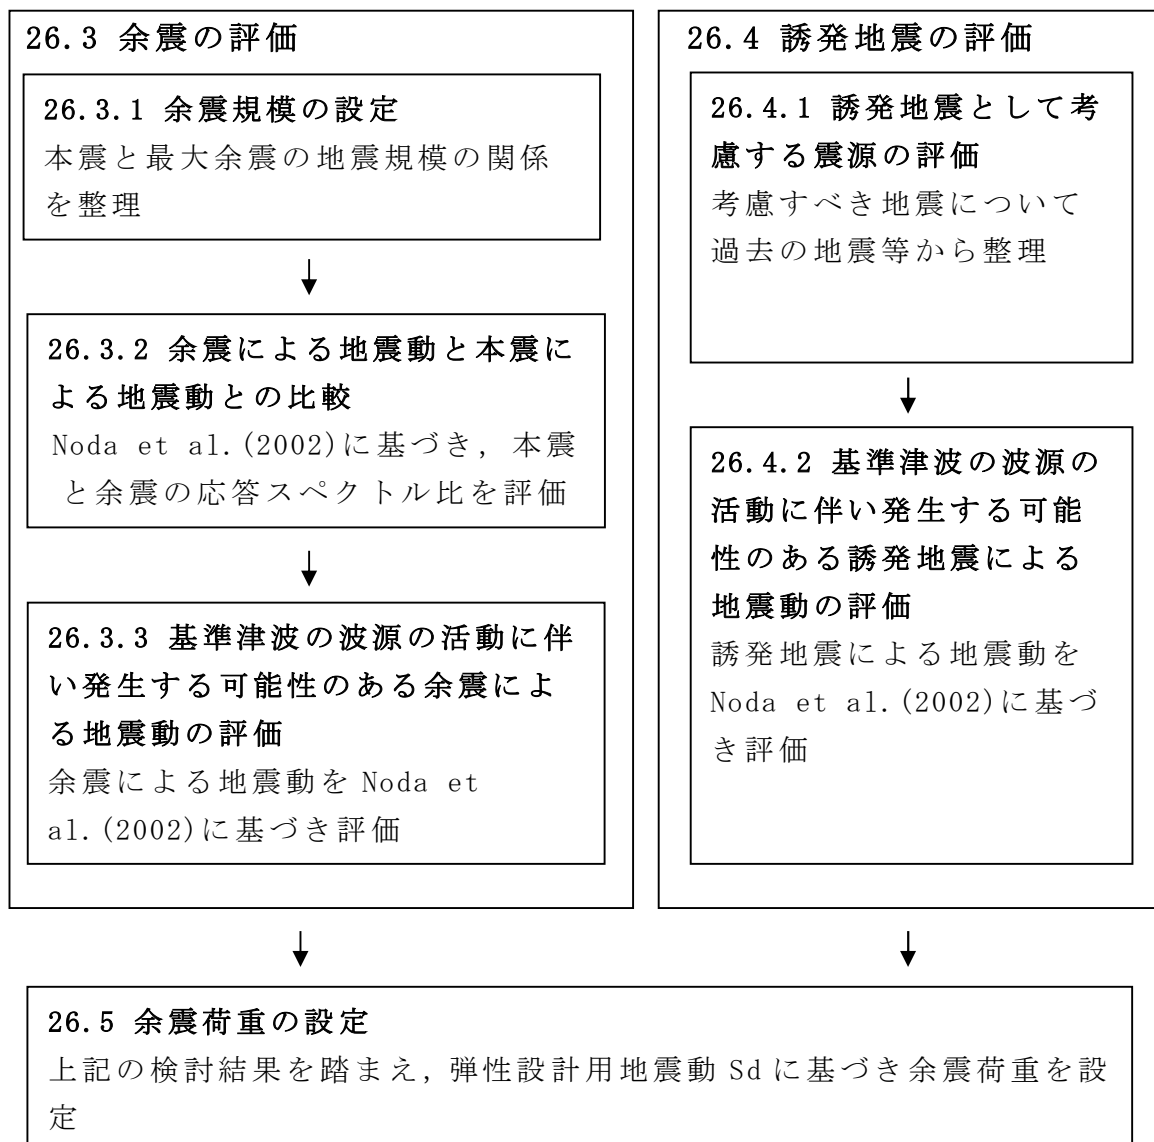 26.3 余震の評価
26.3.1 余震規模の設定
本震と最大余震の地震規模の関係
を整理
26.3.2 余震による地震動と本震に
よる地震動との比較
Noda et al.(2002)に基づき，本震
と余震の応答スペクトル比を評価
26.3.3 基準津波の波源の活動に伴
い発生する可能性のある余震によ
る地震動の評価
余震による地震動を Noda et
al.(2002)に基づき評価
26.4 誘発地震の評価
26.4.1 誘発地震として考
慮する震源の評価
考慮すべき地震について
過去の地震等から整理
26.4.2 基準津波の波源の
活動に伴い発生する可能
性のある誘発地震による
地震動の評価
誘発地震による地震動を
Noda et al.(2002)に基づ
き評価
26.5 余震荷重の設定
上記の検討結果を踏まえ，弾性設計用地震動 Sd に基づき余震荷重を設
定